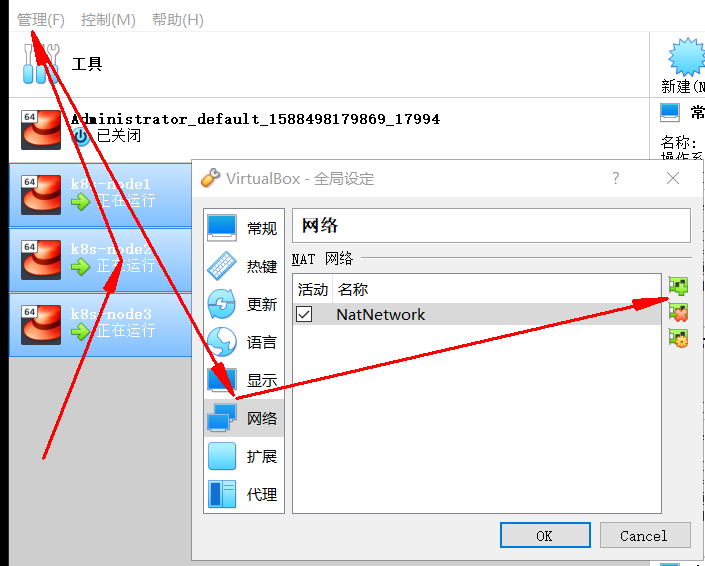 管理(F) 控制(M) 帮助(H)
工具
新建(N
64 Administrator_default_1588498179869_17994
已关闭
常
名称:
操作系
64 k8s-node1
正在运行
64 k8s-node2
正在运行
64 k8s-node3
正在运行
VirtualBox - 全局设定
?
常规
热键
更新
语言
显示
网络
扩展
代理
网络
NAT 网络
活动 名称
NatNetwork
OK Cancel